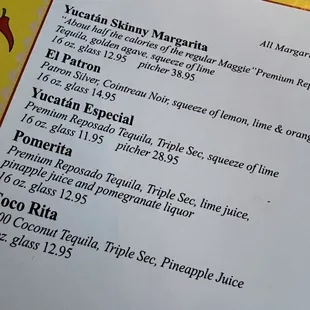 Yucatán Skinny Margarita
All Margar
"About half the calories of the regular Maggie" Premium Rep
Tequila, golden agave, squeeze of lime
16 oz. glass 12.95 pitcher 38.95
El Patron
Patron Silver, Cointreau Noir, squeeze of lemon, lime & orang
16 oz. glass 14.95
Yucatán Especial
Premium Reposado Tequila, Triple Sec, squeeze of lime
16 oz. glass 11.95 pitcher 28.95
Pomerita
Premium Reposado Tequila, Triple Sec, lime juice,
pineapple juice and pomegranate liquor
16 oz. glass 12.95
Coco Rita
00 Coconut Tequila, Triple Sec, Pineapple Juice
oz. glass 12.95